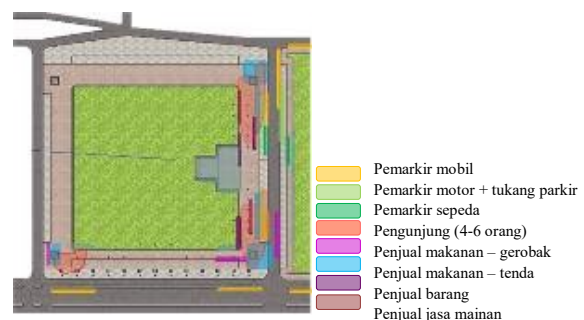 Pemarkir mobil
Pemarkir motor + tukang parkir
Pemarkir sepeda
Pengunjung (4-6 orang)
Penjual makanan – gerobak
Penjual makanan – tenda
Penjual barang
Penjual jasa mainan